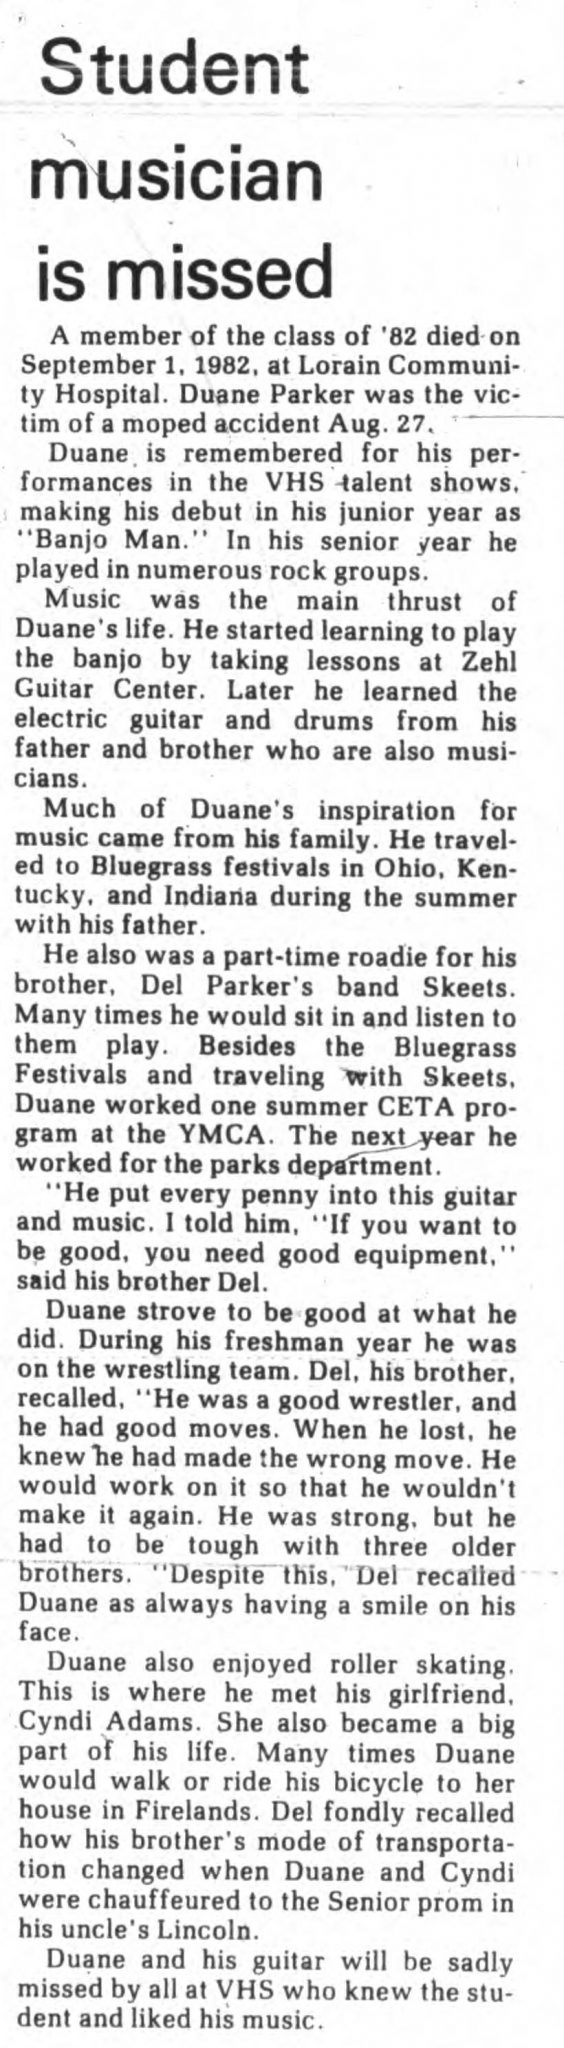 Student
musician
is missed
A member of the class of '82 died on
September 1, 1982, at Lorain Communi-
ty Hospital. Duane Parker was the vic-
tim of a moped accident Aug. 27.
Duane is remembered for his per-
formances in the VHS talent shows,
making his debut in his junior year as
"Banjo Man." In his senior year he
played in numerous rock groups.
Music was the main thrust of
Duane's life. He started learning to play
the banjo by taking lessons at Zehl
Guitar Center. Later he learned the
electric guitar and drums from his
father and brother who are also musi-
cians.
Much of Duane's inspiration for
music came from his family. He travel-
ed to Bluegrass festivals in Ohio, Ken-
tucky, and Indiana during the summer
with his father.
He also was a part-time roadie for his
brother, Del Parker's band Skeets.
Many times he would sit in and listen to
them play. Besides the Bluegrass
Festivals and traveling with Skeets,
Duane worked one summer CETA pro-
gram at the YMCA. The next year he
worked for the parks department.
"He put every penny into this guitar
and music. I told him, "If you want to
be good, you need good equipment,"
said his brother Del.
Duane strove to be good at what he
did. During his freshman year he was
on the wrestling team. Del, his brother,
recalled, "He was a good wrestler, and
he had good moves. When he lost, he
knew he had made the wrong move. He
would work on it so that he wouldn't
make it again. He was strong, but he
had to be tough with three older
brothers. "Despite this, "Del recalled
Duane as always having a smile on his
face.
Duane also enjoyed roller skating.
This is where he met his girlfriend,
Cyndi Adams. She also became a big
part of his life. Many times Duane
would walk or ride his bicycle to her
house in Firelands. Del fondly recalled
how his brother's mode of transporta-
tion changed when Duane and Cyndi
were chauffeured to the Senior prom in
his uncle's Lincoln.
Duane and his guitar will be sadly
missed by all at VHS who knew the stu-
dent and liked his music.